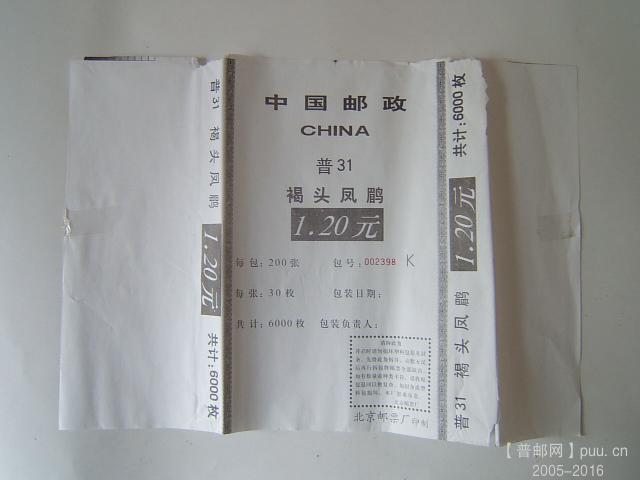 中国邮政
CHINA
普31
褐头凤鹛
1.20元
每包：200张 包号：002398 K
每张：30枚 包装日期：
共计：6000枚 包装负责人：
北京邮票厂印制
普31 褐头凤鹛 1.20元 共计：6000枚
普31 褐头凤鹛 1.20元 共计：6000枚
【普邮网】puu.cn
2005-2016